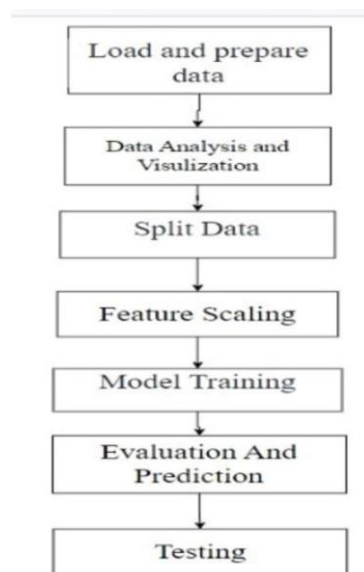 Load and prepare
data
Data Analysis and
Visulization
Split Data
Feature Scaling
Model Training
Evaluation And
Prediction
Testing